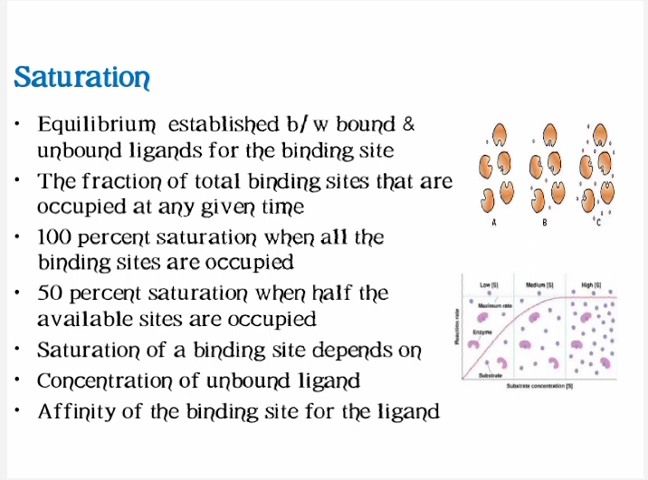 Saturation
• Equilibrium established b/w bound &
unbound ligands for the binding site
• The fraction of total binding sites that are
occupied at any given time
• 100 percent saturation when all the
binding sites are occupied
• 50 percent saturation when half the
available sites are occupied
• Saturation of a binding site depends on
• Concentration of unbound ligand
• Affinity of the binding site for the ligand
A B C
Low [S] Medium [S] High [S]
Maximum rate
Reaction rate
Enzyme
Substrate
Substrate concentration [S]